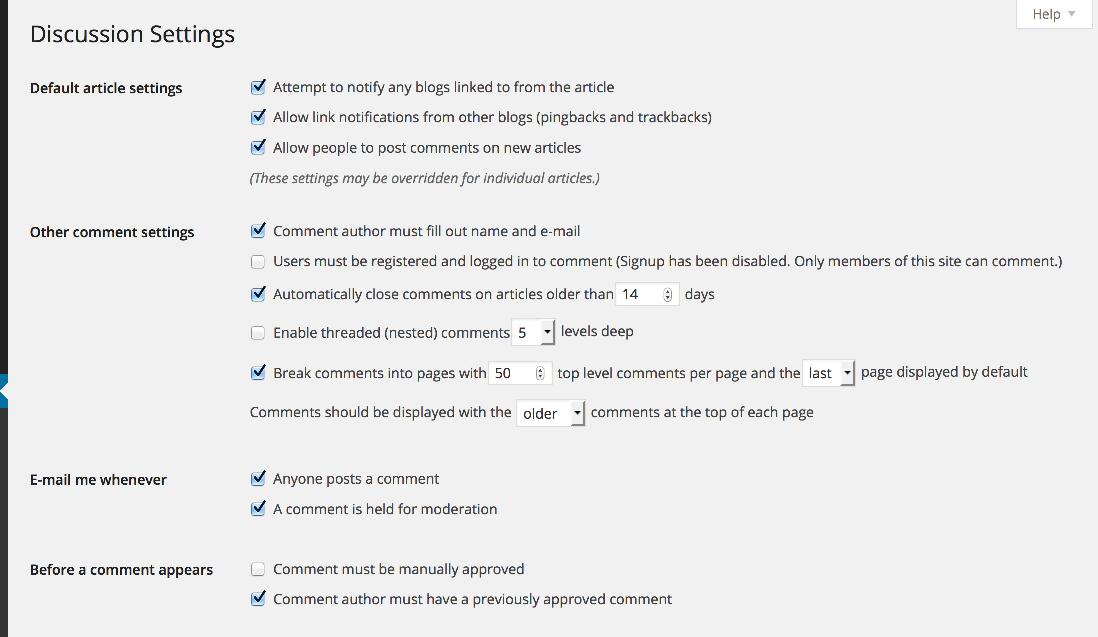 Help
Discussion Settings
Default article settings
Attempt to notify any blogs linked to from the article
Allow link notifications from other blogs (pingbacks and trackbacks)
Allow people to post comments on new articles
(These settings may be overridden for individual articles.)
Other comment settings
Comment author must fill out name and e-mail
Users must be registered and logged in to comment (Signup has been disabled. Only members of this site can comment.)
Automatically close comments on articles older than 14 days
Enable threaded (nested) comments 5 levels deep
Break comments into pages with 50 top level comments per page and the last page displayed by default
Comments should be displayed with the older comments at the top of each page
E-mail me whenever
Anyone posts a comment
A comment is held for moderation
Before a comment appears
Comment must be manually approved
Comment author must have a previously approved comment